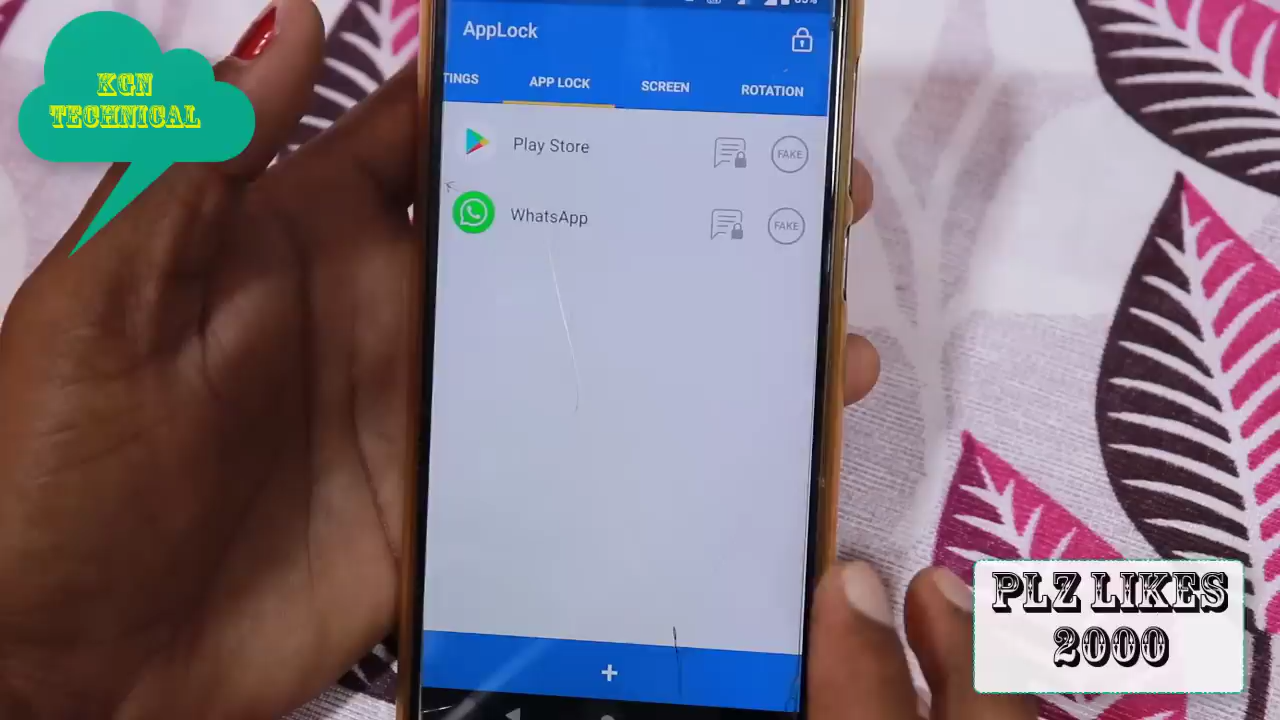 KGN
TECHNICAL
AppLock
TINGS
APP LOCK
SCREEN
ROTATION
Play Store
FAKE
WhatsApp
FAKE
+
PLZ LIKES
2000